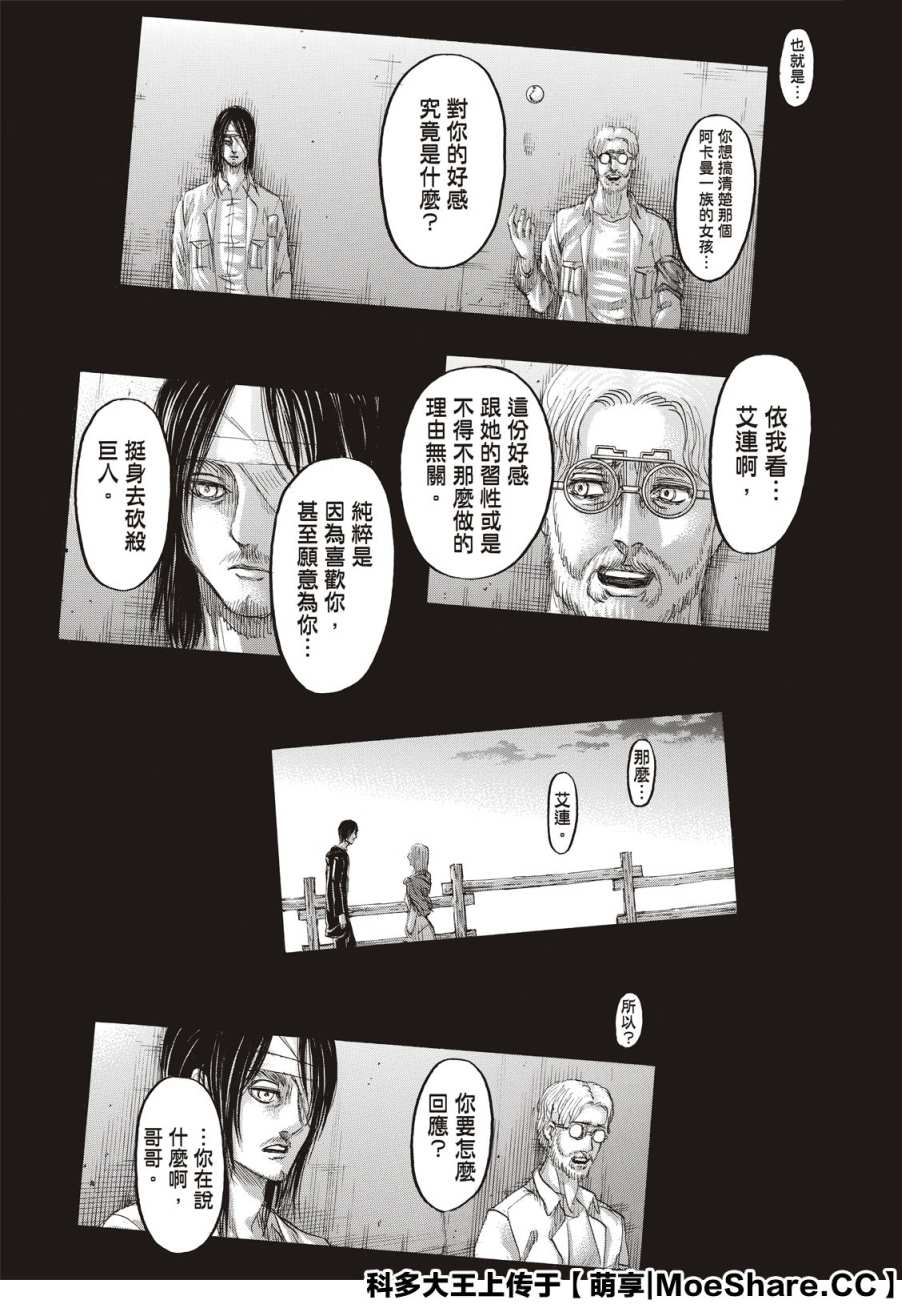 也就是…
你想搞清楚那個
阿卡曼一族的女孩…
對你的好感
究竟是什麼？
依我看…
艾連啊，
這份好感
跟她的習性或是
不得不那麼做的
理由無關。
純粹是
因為喜歡你，
甚至願意為你…
挺身去砍殺
巨人。
那麼…
艾連。
所以？
你要怎麼
回應？
…你在說
什麼啊，
哥哥。
科多大王上传于【萌享|MoeShare.CC】